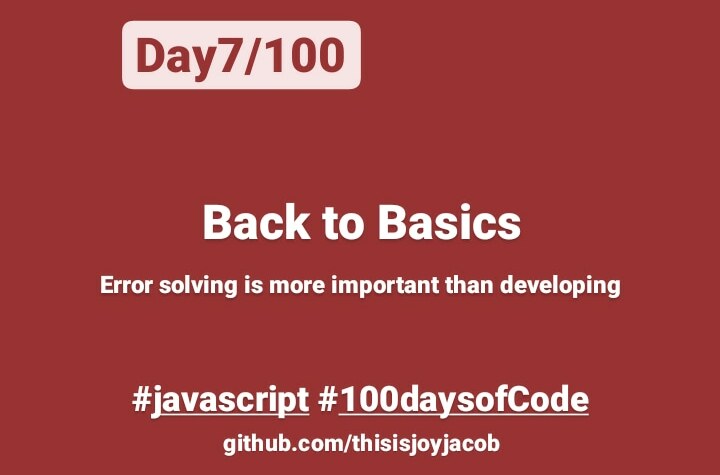 Day7/100
Back to Basics
Error solving is more important than developing
#javascript #100daysofCode
github.com/thisisjoyjacob